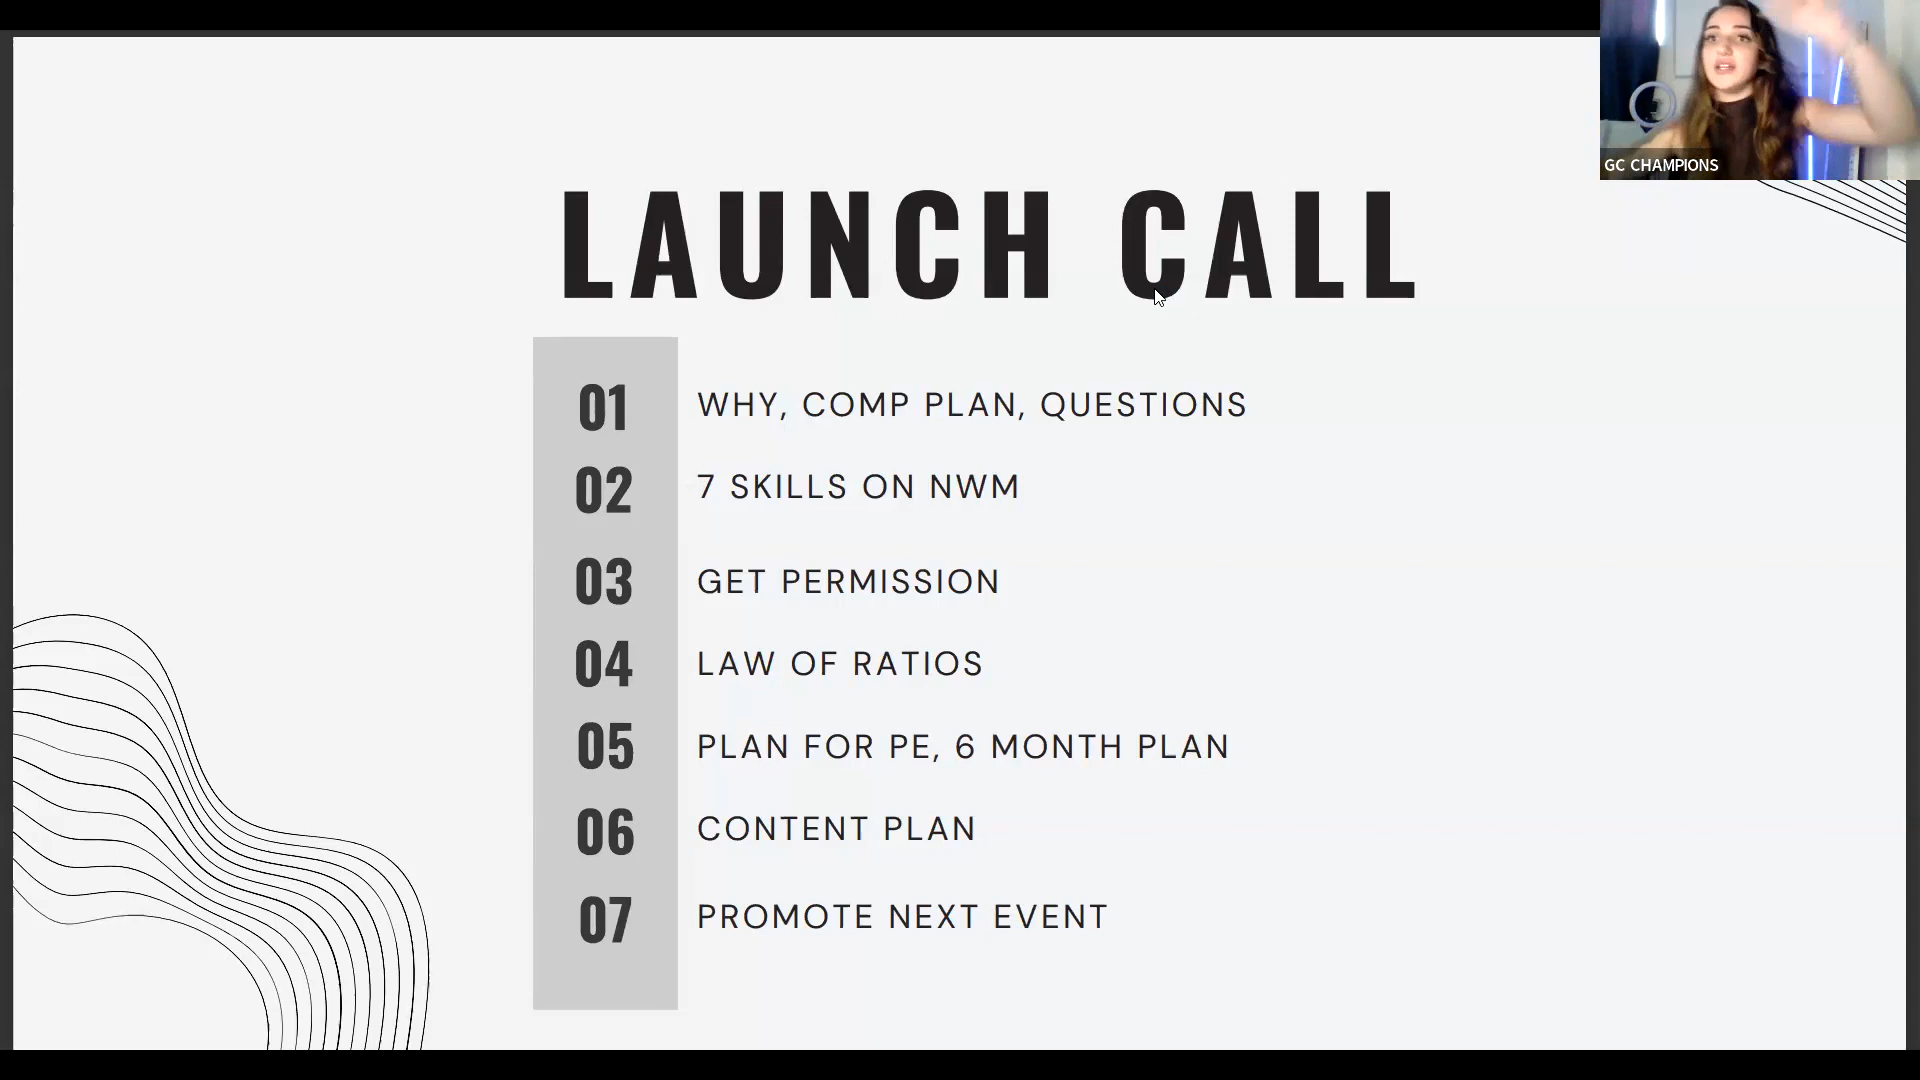 GC CHAMPIONS
LAUNCH CALL
01 WHY, COMP PLAN, QUESTIONS
02 7 SKILLS ON NWM
03 GET PERMISSION
04 LAW OF RATIOS
05 PLAN FOR PE, 6 MONTH PLAN
06 CONTENT PLAN
07 PROMOTE NEXT EVENT